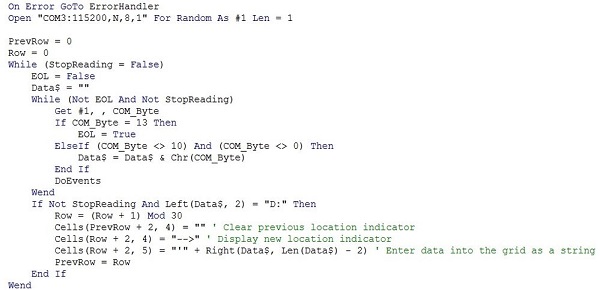 On Error GoTo ErrorHandler
Open "COM3:115200,N,8,1" For Random As #1 Len = 1

PrevRow = 0
Row = 0
While (StopReading = False)
    EOL = False
    Data$ = ""
    While (Not EOL And Not StopReading)
        Get #1, , COM_Byte
        If COM_Byte = 13 Then
            EOL = True
        ElseIf (COM_Byte <> 10) And (COM_Byte <> 0) Then
            Data$ = Data$ & Chr(COM_Byte)
        End If
        DoEvents
    Wend
    If Not StopReading And Left(Data$, 2) = "D:" Then
        Row = (Row + 1) Mod 30
        Cells(PrevRow + 2, 4) = "" ' Clear previous location indicator
        Cells(Row + 2, 4) = "-->" ' Display new location indicator
        Cells(Row + 2, 5) = "'" + Right(Data$, Len(Data$) - 2) ' Enter data into the grid as a string
        PrevRow = Row
    End If
Wend